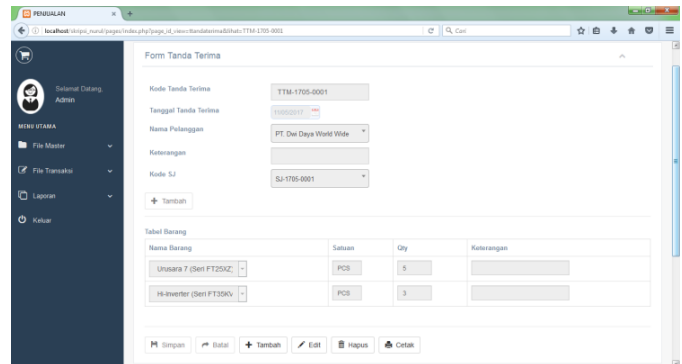 PENJUALAN
localhost/skripsi_nurul/pages/index.php?page_id_view=ttandaterima&lihat=TTM-1705-0001
Cari
Selamat Datang,
Admin
MENU UTAMA
File Master
File Transaksi
Laporan
Keluar
Form Tanda Terima
Kode Tanda Terima
TTM-1705-0001
Tanggal Tanda Terima
Nama Pelanggan
PT. Dwi Daya World Wide
Keterangan
Kode SJ
SJ-1705-0001
Tambah
Tabel Barang
Nama Barang Satuan Qty Keterangan
Urusara 7 (Seri FT25XZ) PCS 5
Hi-Inverter (Seri FT35KV PCS 3
Simpan Batal Tambah Edit Hapus Cetak